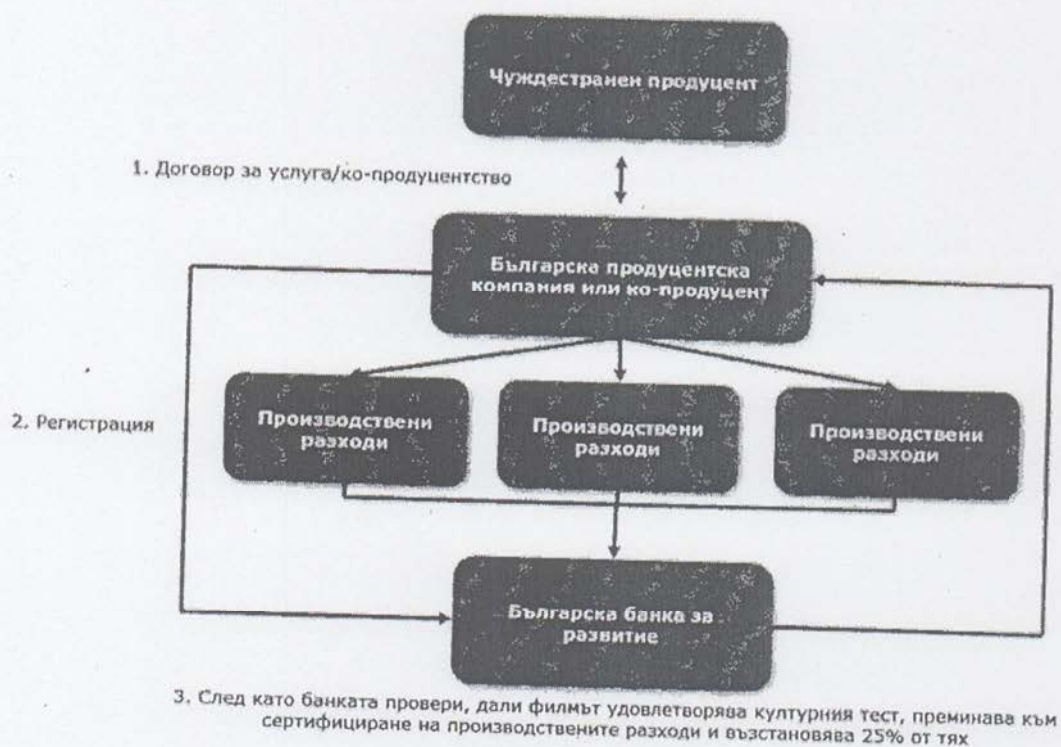 Чуждестранен продуцент
1. Договор за услуга/ко-продуцентство
Българска продуцентска
компания или ко-продуцент
2. Регистрация
Производствени
разходи
Производствени
разходи
Производствени
разходи
Българска банка за
развитие
3. След като банката провери, дали филмът удовлетворява културния тест, преминава към
сертифициране на производствените разходи и възстановява 25% от тях